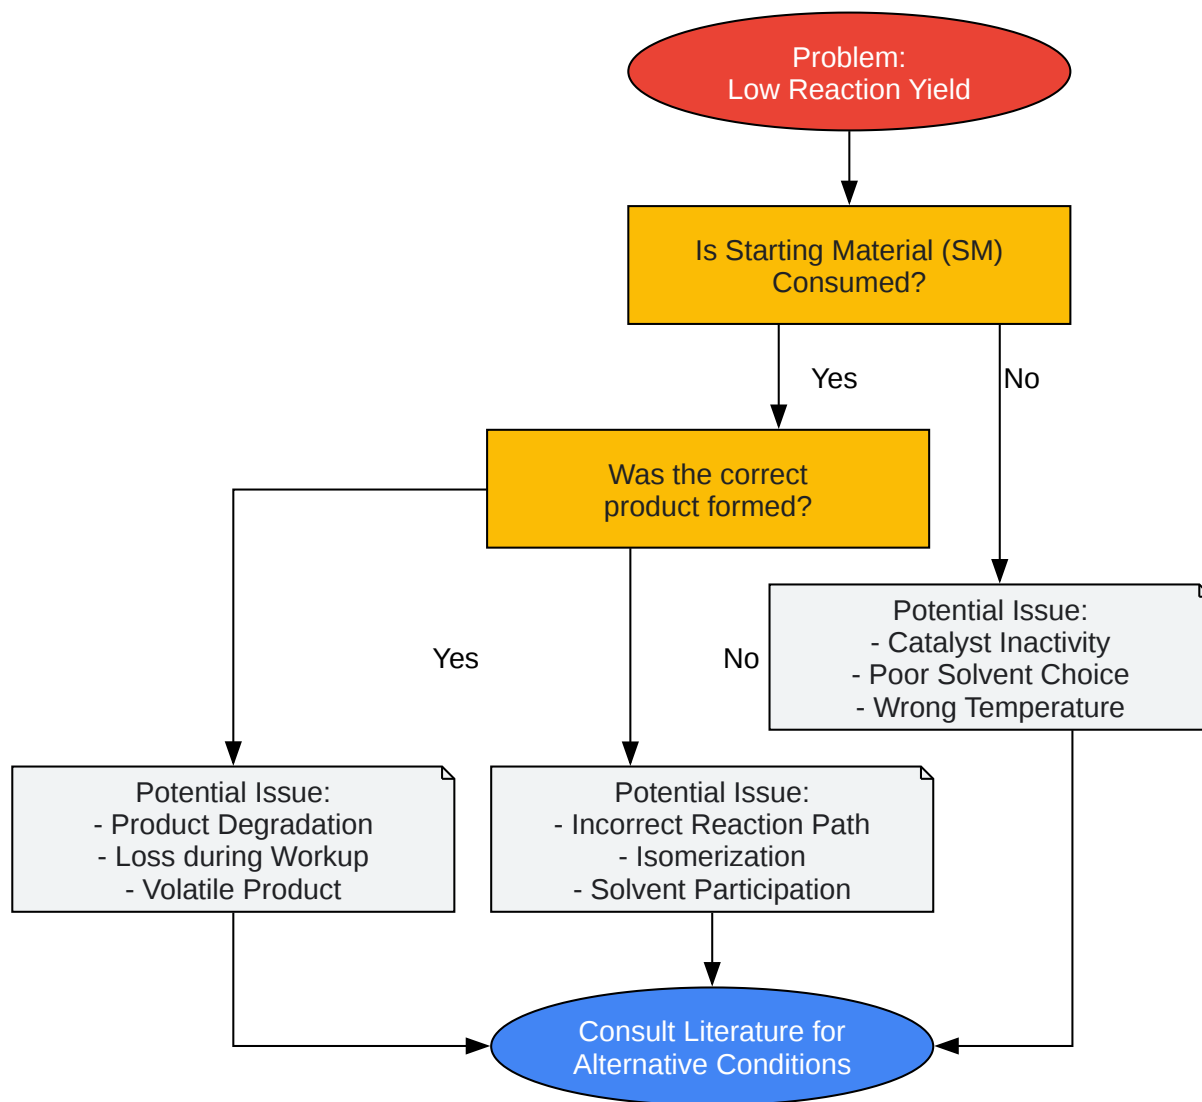 Problem:
Low Reaction Yield
Is Starting Material (SM)
Consumed?
Yes
No
Was the correct
product formed?
Yes
No
Potential Issue:
- Catalyst Inactivity
- Poor Solvent Choice
- Wrong Temperature
Potential Issue:
- Product Degradation
- Loss during Workup
- Volatile Product
Potential Issue:
- Incorrect Reaction Path
- Isomerization
- Solvent Participation
Consult Literature for
Alternative Conditions